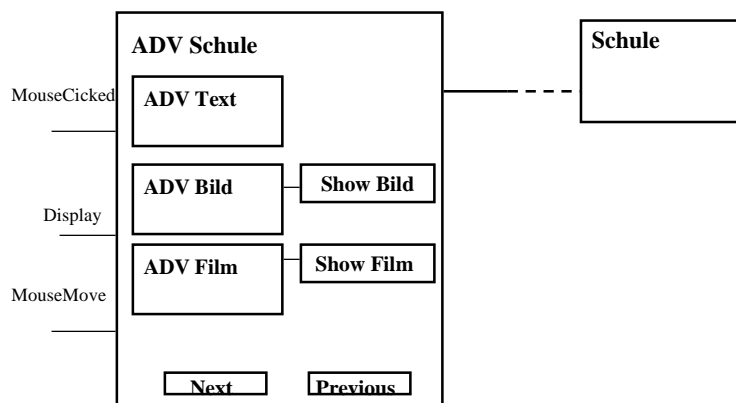 ADV Schule
Schule
MouseCicked
ADV Text
ADV Bild
Show Bild
Display
ADV Film
Show Film
MouseMove
Next
Previous